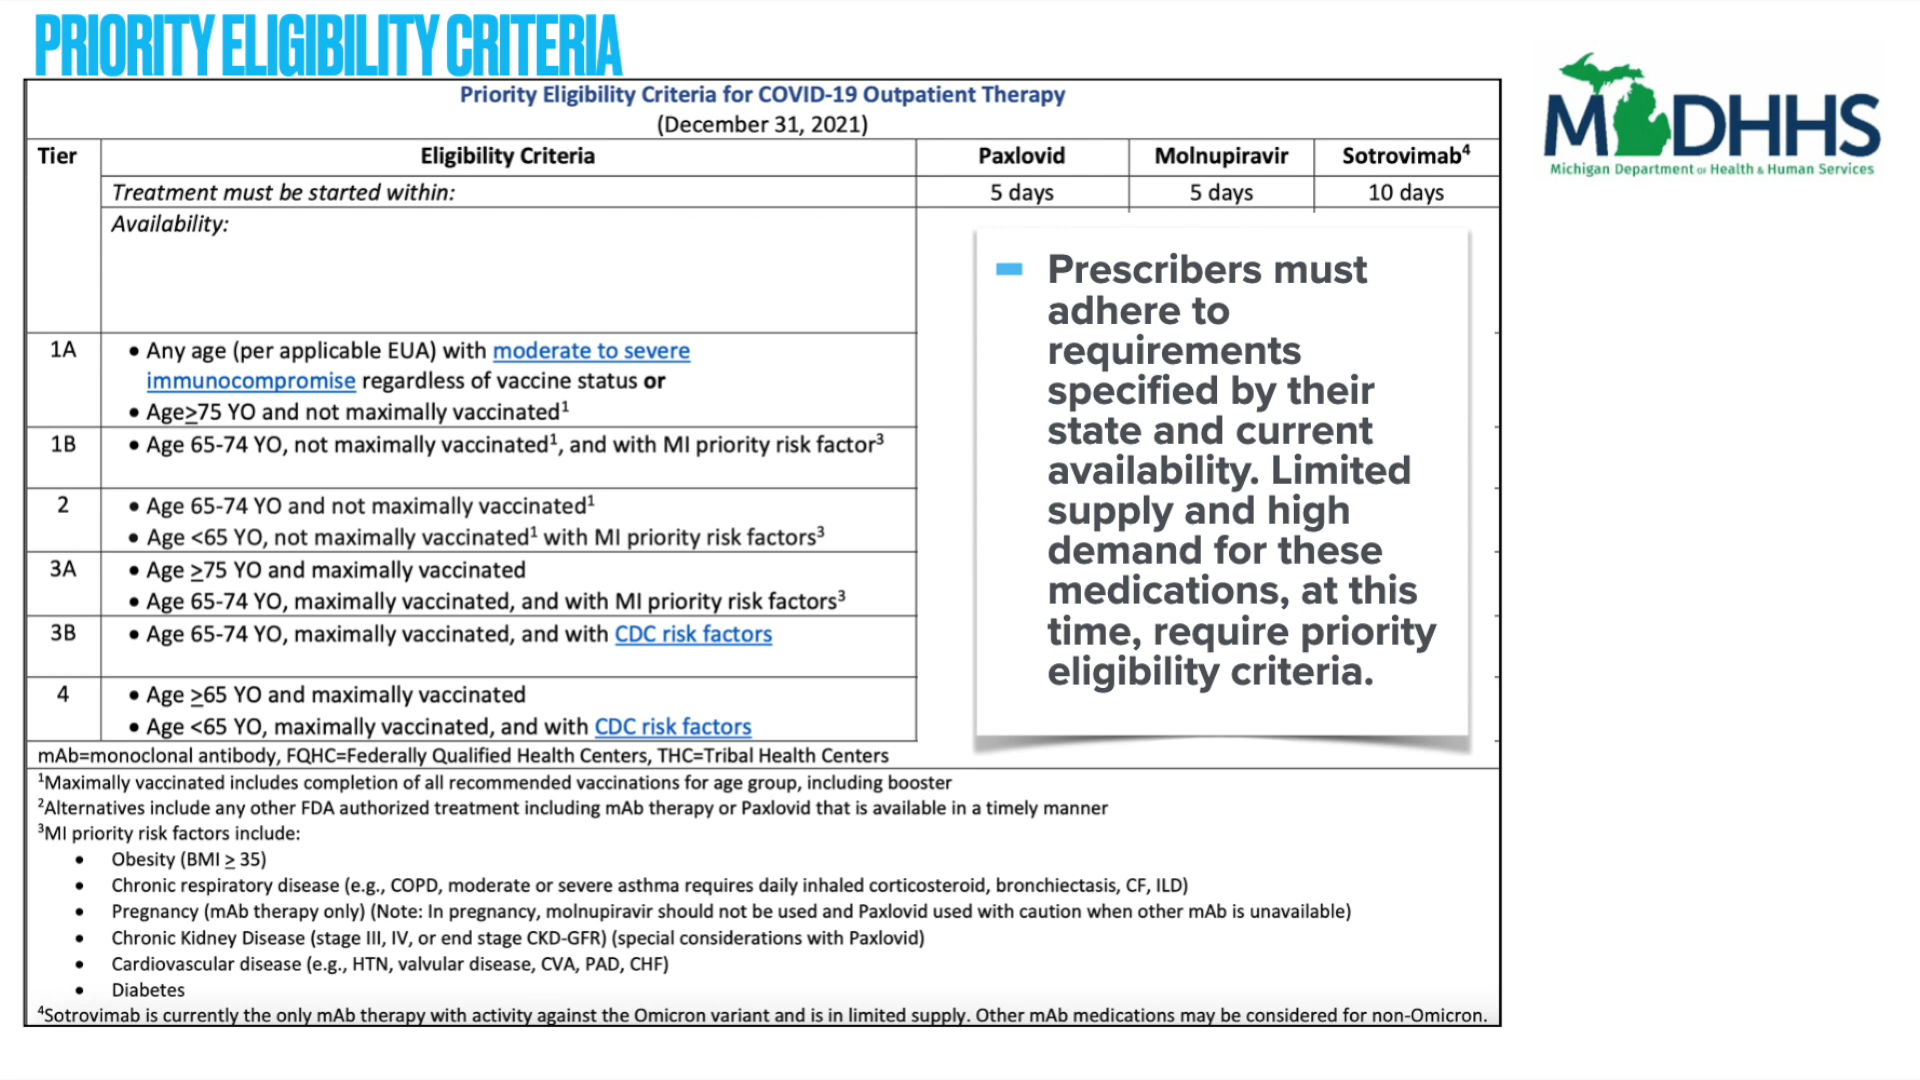 PRIORITY ELIGIBILITY CRITERIA
Priority Eligibility Criteria for COVID-19 Outpatient Therapy
(December 31, 2021)
Tier
Eligibility Criteria
Paxlovid
Molnupiravir
Sotrovimab⁴
Treatment must be started within:
5 days
5 days
10 days
Availability:
1A
• Any age (per applicable EUA) with moderate to severe
immunocompromise regardless of vaccine status or
• Age≥75 YO and not maximally vaccinated¹
1B
• Age 65-74 YO, not maximally vaccinated¹, and with MI priority risk factor³
2
• Age 65-74 YO and not maximally vaccinated¹
• Age <65 YO, not maximally vaccinated¹ with MI priority risk factors³
3A
• Age ≥75 YO and maximally vaccinated
• Age 65-74 YO, maximally vaccinated, and with MI priority risk factors³
3B
• Age 65-74 YO, maximally vaccinated, and with CDC risk factors
4
• Age ≥65 YO and maximally vaccinated
• Age <65 YO, maximally vaccinated, and with CDC risk factors
Prescribers must
adhere to
requirements
specified by their
state and current
availability. Limited
supply and high
demand for these
medications, at this
time, require priority
eligibility criteria.
mAb=monoclonal antibody, FQHC=Federally Qualified Health Centers, THC=Tribal Health Centers
¹Maximally vaccinated includes completion of all recommended vaccinations for age group, including booster
²Alternatives include any other FDA authorized treatment including mAb therapy or Paxlovid that is available in a timely manner
³MI priority risk factors include:
• Obesity (BMI ≥ 35)
• Chronic respiratory disease (e.g., COPD, moderate or severe asthma requires daily inhaled corticosteroid, bronchiectasis, CF, ILD)
• Pregnancy (mAb therapy only) (Note: In pregnancy, molnupiravir should not be used and Paxlovid used with caution when other mAb is unavailable)
• Chronic Kidney Disease (stage III, IV, or end stage CKD-GFR) (special considerations with Paxlovid)
• Cardiovascular disease (e.g., HTN, valvular disease, CVA, PAD, CHF)
• Diabetes
⁴Sotrovimab is currently the only mAb therapy with activity against the Omicron variant and is in limited supply. Other mAb medications may be considered for non-Omicron.
MDHHS
Michigan Department of Health & Human Services